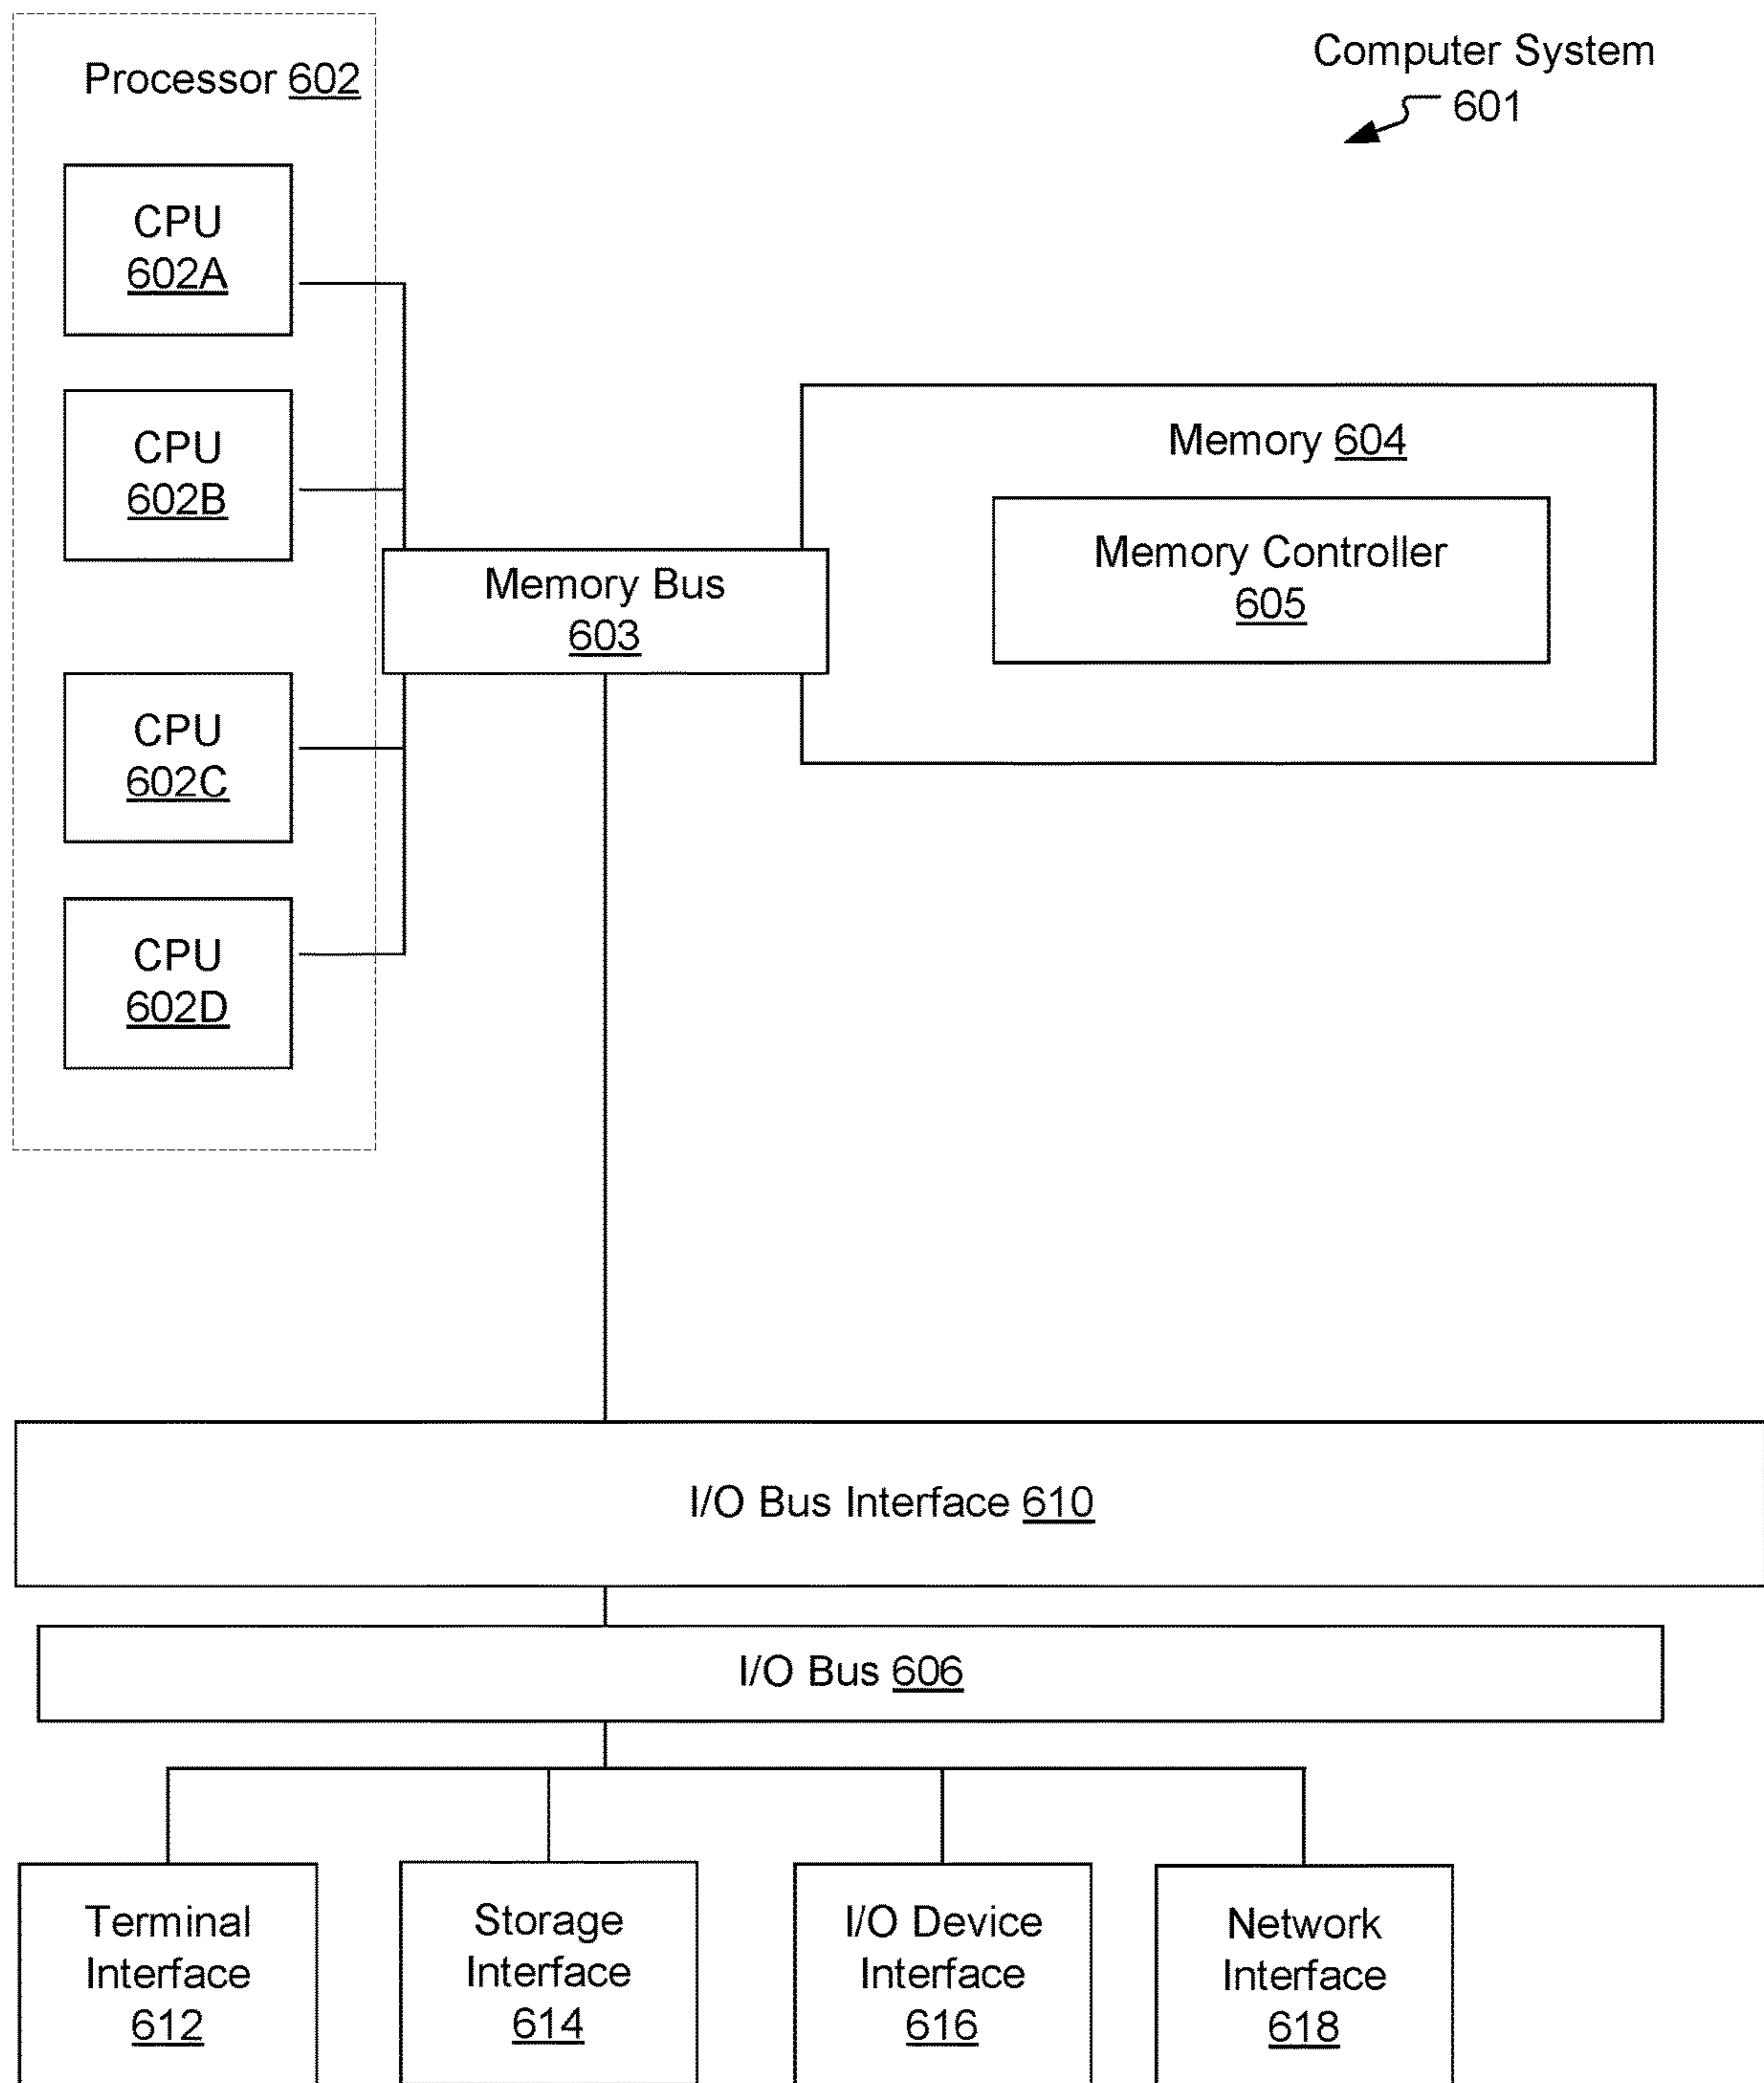 Processor 602
Computer System
601
CPU
602A
CPU
602B
Memory 604
Memory Controller
605
Memory Bus
603
CPU
602C
CPU
602D
I/O Bus Interface 610
I/O Bus 606
Terminal
Interface
612
Storage
Interface
614
I/O Device
Interface
616
Network
Interface
618